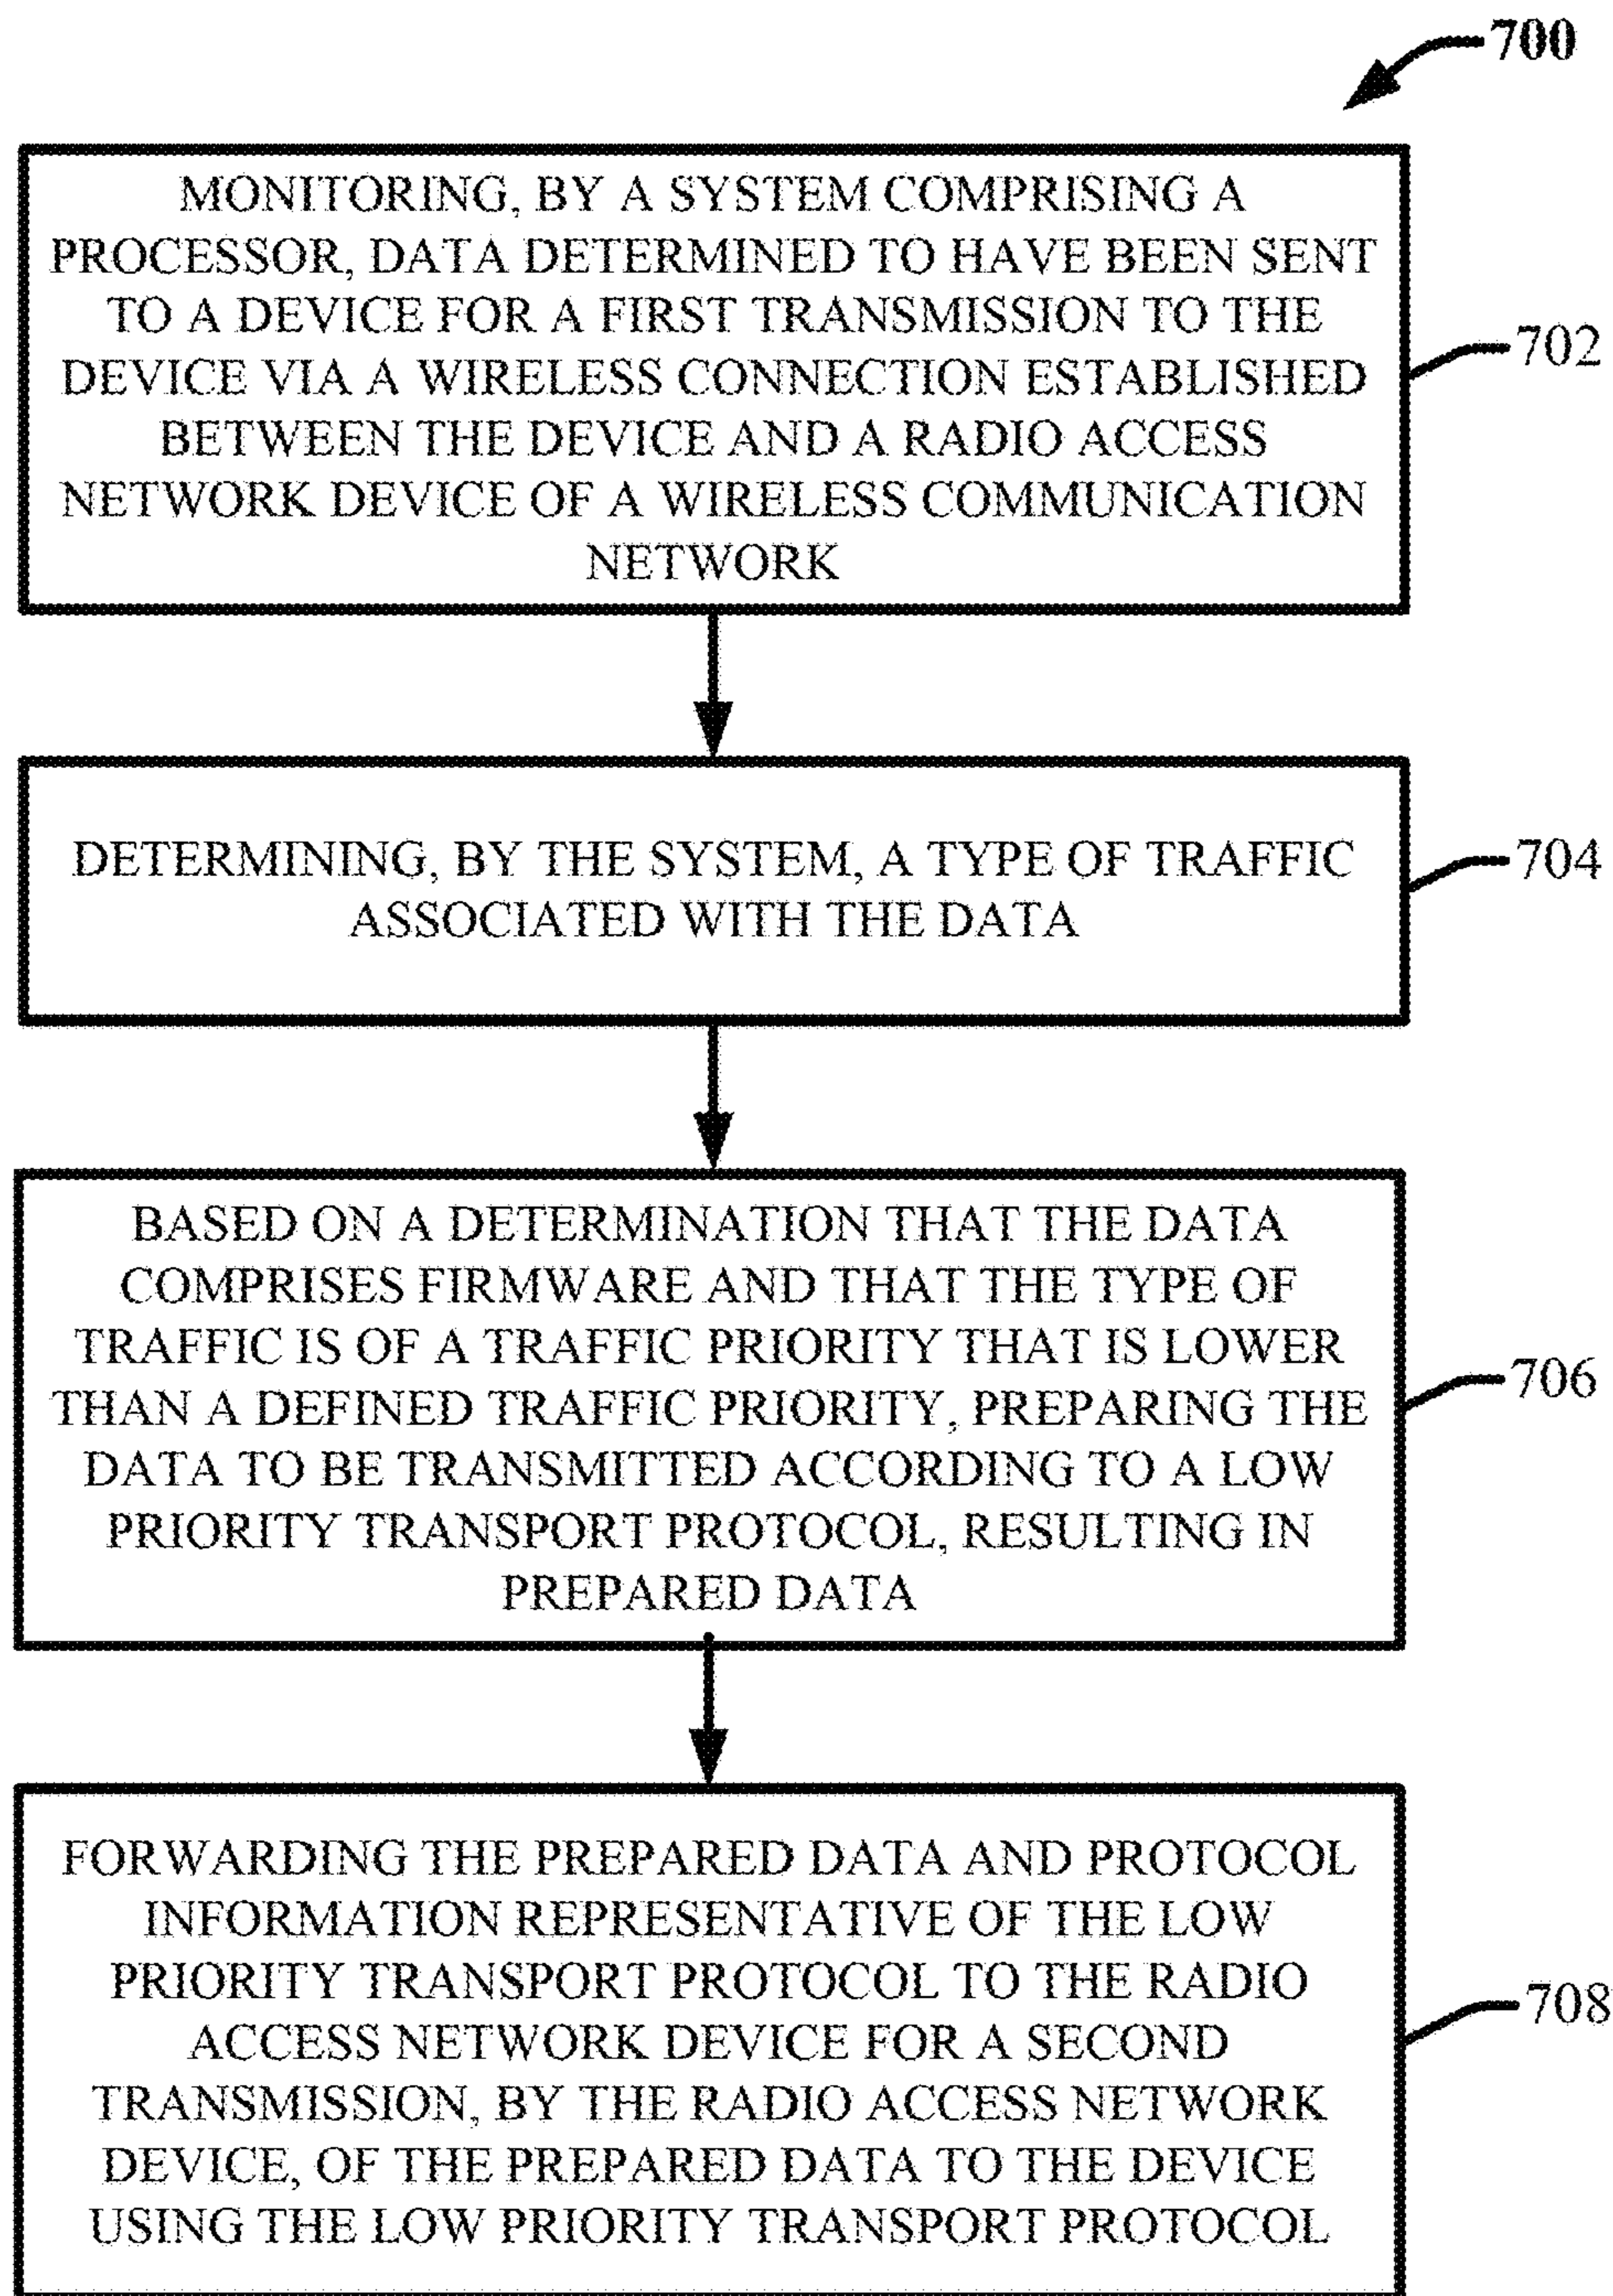 700
MONITORING, BY A SYSTEM COMPRISING A
PROCESSOR, DATA DETERMINED TO HAVE BEEN SENT
TO A DEVICE FOR A FIRST TRANSMISSION TO THE
DEVICE VIA A WIRELESS CONNECTION ESTABLISHED
BETWEEN THE DEVICE AND A RADIO ACCESS
NETWORK DEVICE OF A WIRELESS COMMUNICATION
NETWORK
702
DETERMINING, BY THE SYSTEM, A TYPE OF TRAFFIC
ASSOCIATED WITH THE DATA
704
BASED ON A DETERMINATION THAT THE DATA
COMPRISES FIRMWARE AND THAT THE TYPE OF
TRAFFIC IS OF A TRAFFIC PRIORITY THAT IS LOWER
THAN A DEFINED TRAFFIC PRIORITY, PREPARING THE
DATA TO BE TRANSMITTED ACCORDING TO A LOW
PRIORITY TRANSPORT PROTOCOL, RESULTING IN
PREPARED DATA
706
FORWARDING THE PREPARED DATA AND PROTOCOL
INFORMATION REPRESENTATIVE OF THE LOW
PRIORITY TRANSPORT PROTOCOL TO THE RADIO
ACCESS NETWORK DEVICE FOR A SECOND
TRANSMISSION, BY THE RADIO ACCESS NETWORK
DEVICE, OF THE PREPARED DATA TO THE DEVICE
USING THE LOW PRIORITY TRANSPORT PROTOCOL
708